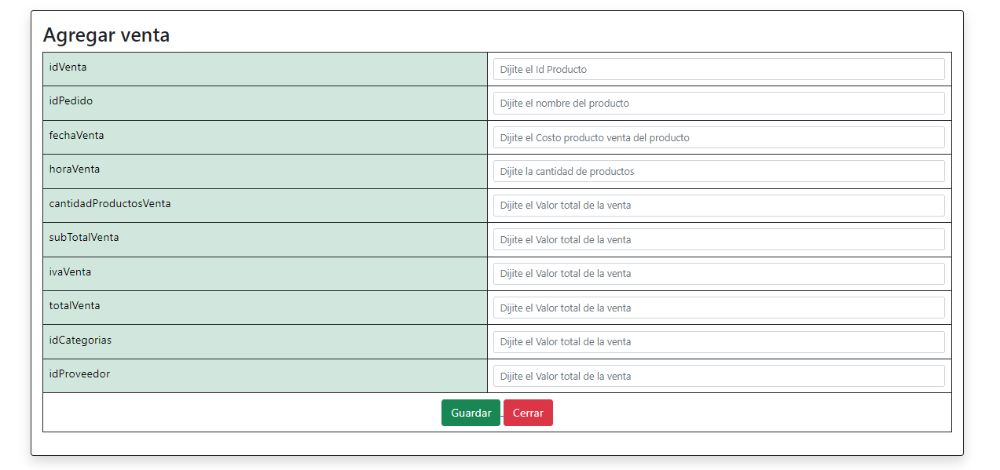 Agregar venta
idVenta Dijite el Id Producto
idPedido Dijite el nombre del producto
fechaVenta Dijite el Costo producto venta del producto
horaVenta Dijite la cantidad de productos
cantidadProductosVenta Dijite el Valor total de la venta
subTotalVenta Dijite el Valor total de la venta
ivaVenta Dijite el Valor total de la venta
totalVenta Dijite el Valor total de la venta
idCategorias Dijite el Valor total de la venta
idProveedor Dijite el Valor total de la venta
Guardar Cerrar